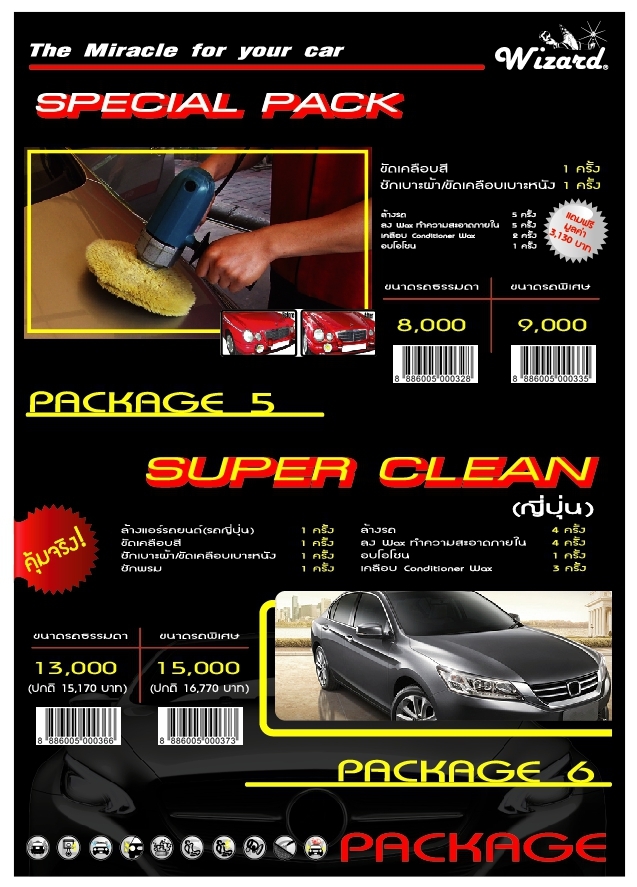 The Miracle for your car
Wizard®
SPECIAL PACK
ขัดเคลือบสี 1 ครั้ง
ซักเบาะผ้า/ขัดเคลือบเบาะหนัง 1 ครั้ง
ล้างรถ 5 ครั้ง
ลง Wax ทำความสะอาดภายใน 5 ครั้ง
เคลือบ Conditioner Wax 2 ครั้ง
อบโอโซน 1 ครั้ง
แถมฟรี
มูลค่า
3,130 บาท
ขนาดรถธรรมดา ขนาดรถพิเศษ
8,000 9,000
8 886005 000328 8 886005 000335
PACKAGE 5
SUPER CLEAN
(ญี่ปุ่น)
คุ้มจริง!
ล้างแอร์รถยนต์(รถญี่ปุ่น) 1 ครั้ง
ขัดเคลือบสี 1 ครั้ง
ซักเบาะผ้า/ขัดเคลือบเบาะหนัง 1 ครั้ง
ซักพรม 1 ครั้ง
ล้างรถ 4 ครั้ง
ลง Wax ทำความสะอาดภายใน 4 ครั้ง
อบโอโซน 1 ครั้ง
เคลือบ Conditioner Wax 3 ครั้ง
ขนาดรถธรรมดา ขนาดรถพิเศษ
13,000 15,000
(ปกติ 15,170 บาท) (ปกติ 16,770 บาท)
8 886005 000366 8 886005 000373
PACKAGE 6
PACKAGE